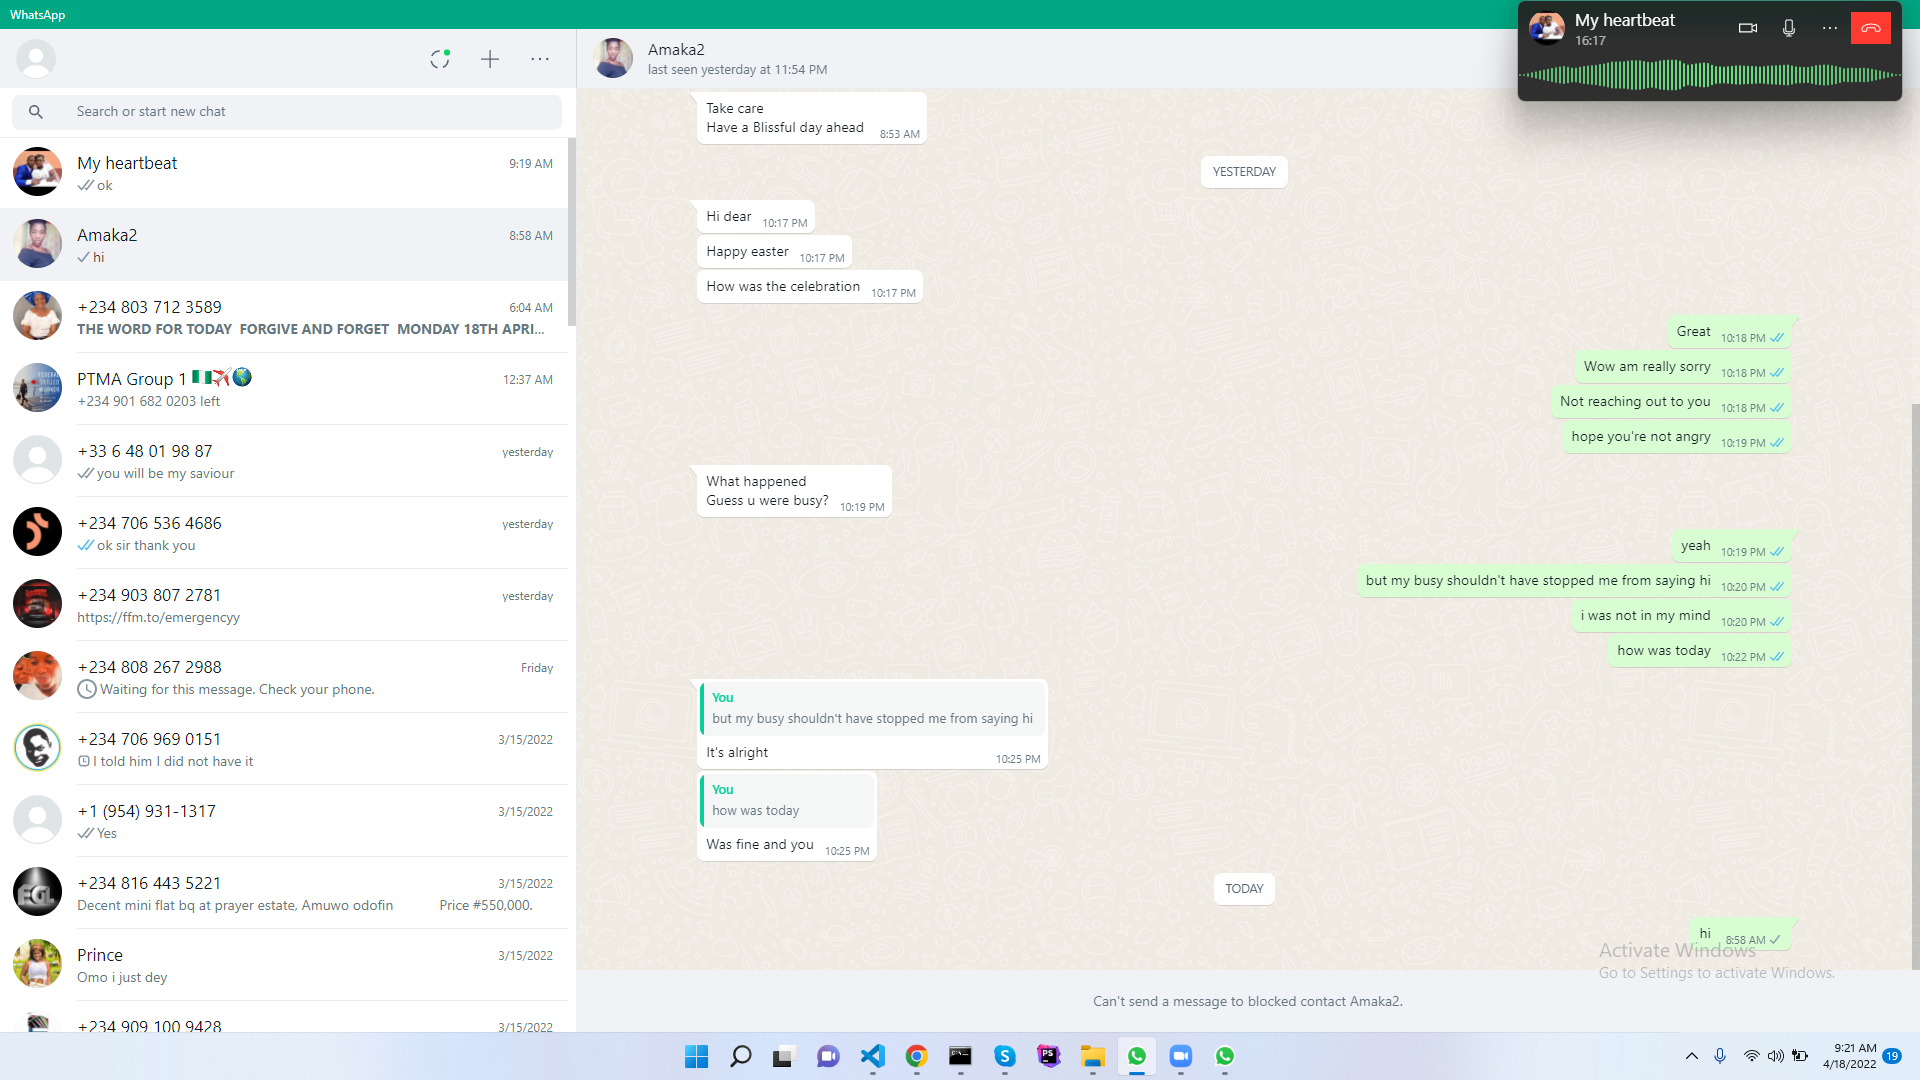 WhatsApp
Search or start new chat
My heartbeat
9:19 AM
ok
Amaka2
8:58 AM
hi
+234 803 712 3589
6:04 AM
THE WORD FOR TODAY FORGIVE AND FORGET MONDAY 18TH APRI...
PTMA Group 1
12:37 AM
+234 901 682 0203 left
+33 6 48 01 98 87
yesterday
you will be my saviour
+234 706 536 4686
yesterday
ok sir thank you
+234 903 807 2781
yesterday
https://ffm.to/emergencyy
+234 808 267 2988
Friday
Waiting for this message. Check your phone.
+234 706 969 0151
3/15/2022
I told him I did not have it
+1 (954) 931-1317
3/15/2022
Yes
+234 816 443 5221
3/15/2022
Decent mini flat bq at prayer estate, Amuwo odofin Price #550,000.
Prince
3/15/2022
Omo i just dey
+234 909 100 9428
3/15/2022
Amaka2
last seen yesterday at 11:54 PM
My heartbeat
16:17
Take care
Have a Blissful day ahead 8:53 AM
YESTERDAY
Hi dear 10:17 PM
Happy easter 10:17 PM
How was the celebration 10:17 PM
Great 10:18 PM
Wow am really sorry 10:18 PM
Not reaching out to you 10:18 PM
hope you're not angry 10:19 PM
What happened
Guess u were busy? 10:19 PM
yeah 10:19 PM
but my busy shouldn't have stopped me from saying hi 10:20 PM
i was not in my mind 10:20 PM
how was today 10:22 PM
You
but my busy shouldn't have stopped me from saying hi
It's alright 10:25 PM
You
how was today
Was fine and you 10:25 PM
TODAY
hi 8:58 AM
Activate Windows
Go to Settings to activate Windows.
Can't send a message to blocked contact Amaka2.
9:21 AM
4/18/2022
19